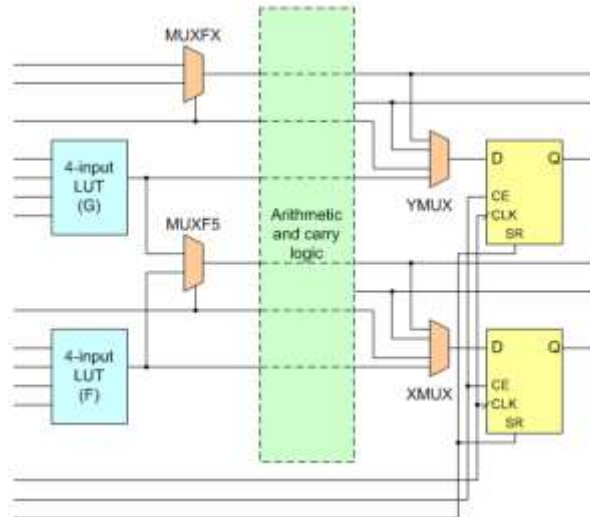 MUXFX
4-input
LUT
(G)
D
Q
CE
CLK
SR
YMUX
MUXF5
Arithmetic
and carry
logic
4-input
LUT
(F)
D
Q
CE
CLK
SR
XMUX